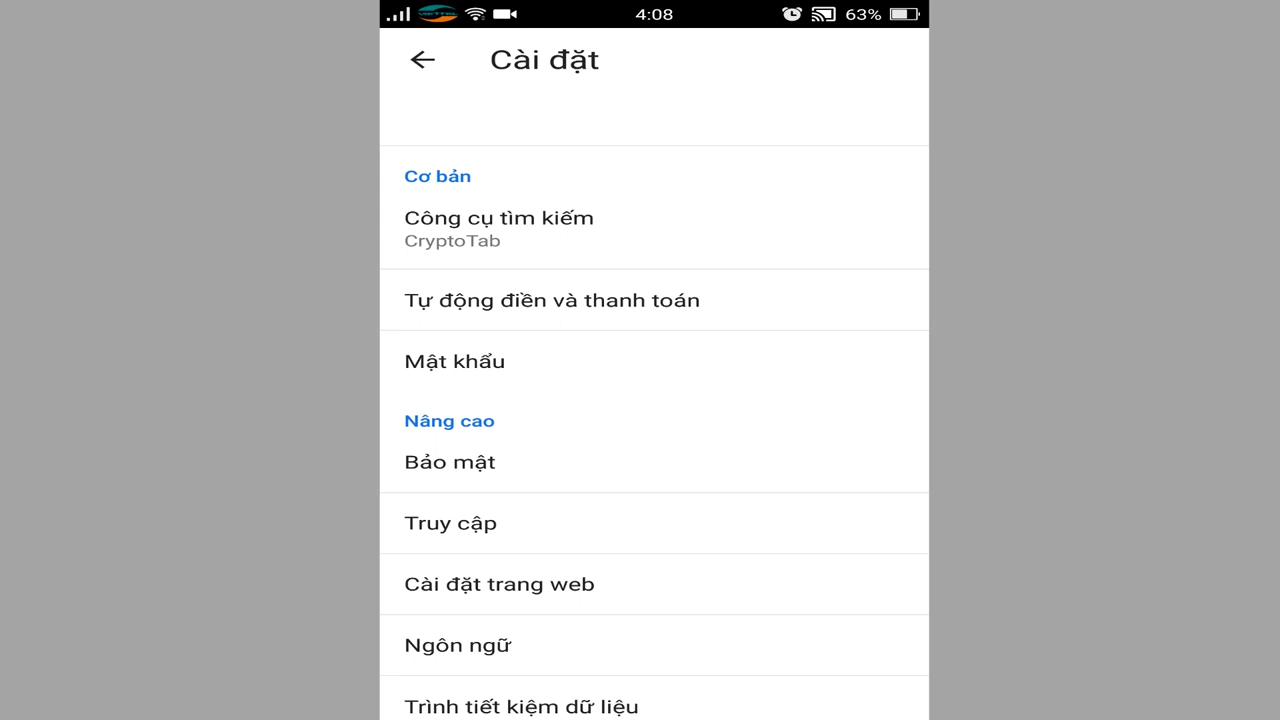 VIETTEL
4:08
63%
Cài đặt
Cơ bản
Công cụ tìm kiếm
CryptoTab
Tự động điền và thanh toán
Mật khẩu
Nâng cao
Bảo mật
Truy cập
Cài đặt trang web
Ngôn ngữ
Trình tiết kiệm dữ liệu